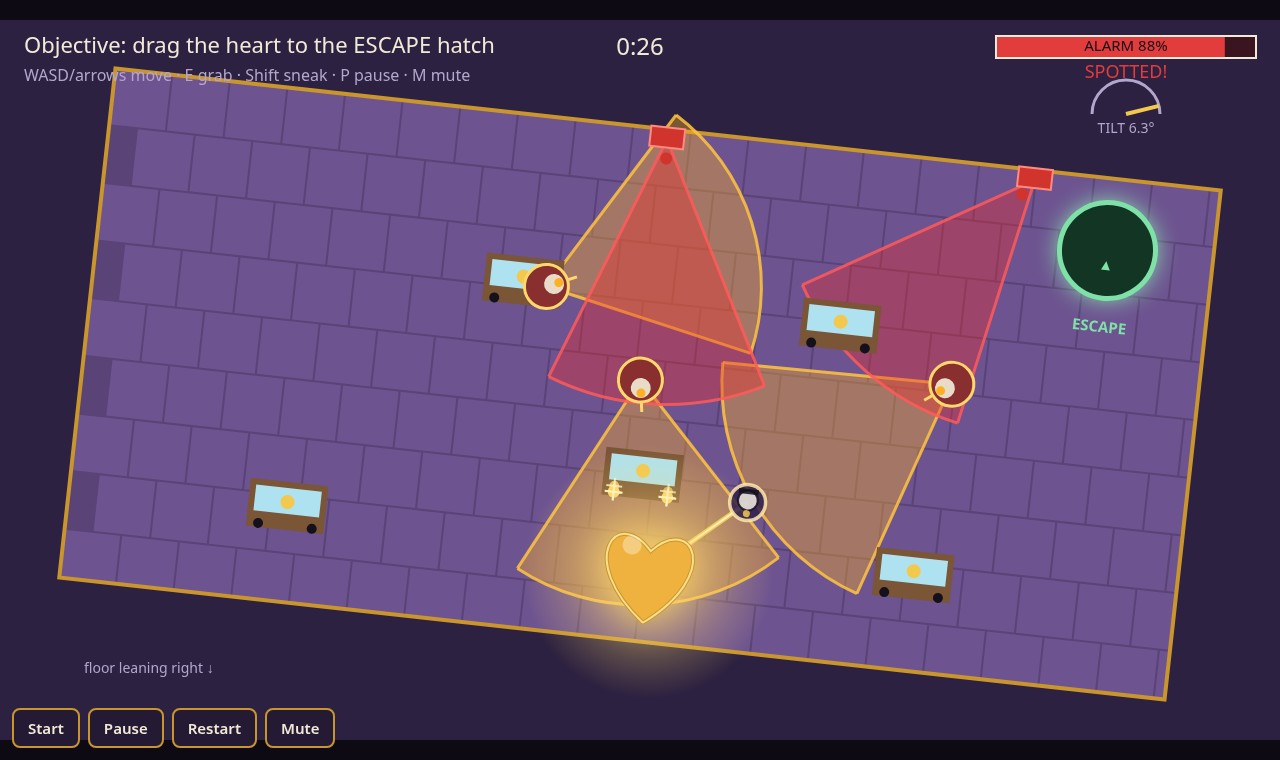 Objective: drag the heart to the ESCAPE hatch
0:26
ALARM 88%
WASD/arrows move · E grab · Shift sneak · P pause · M mute
SPOTTED!
TILT 6.3°
ESCAPE
floor leaning right ↓
Start
Pause
Restart
Mute